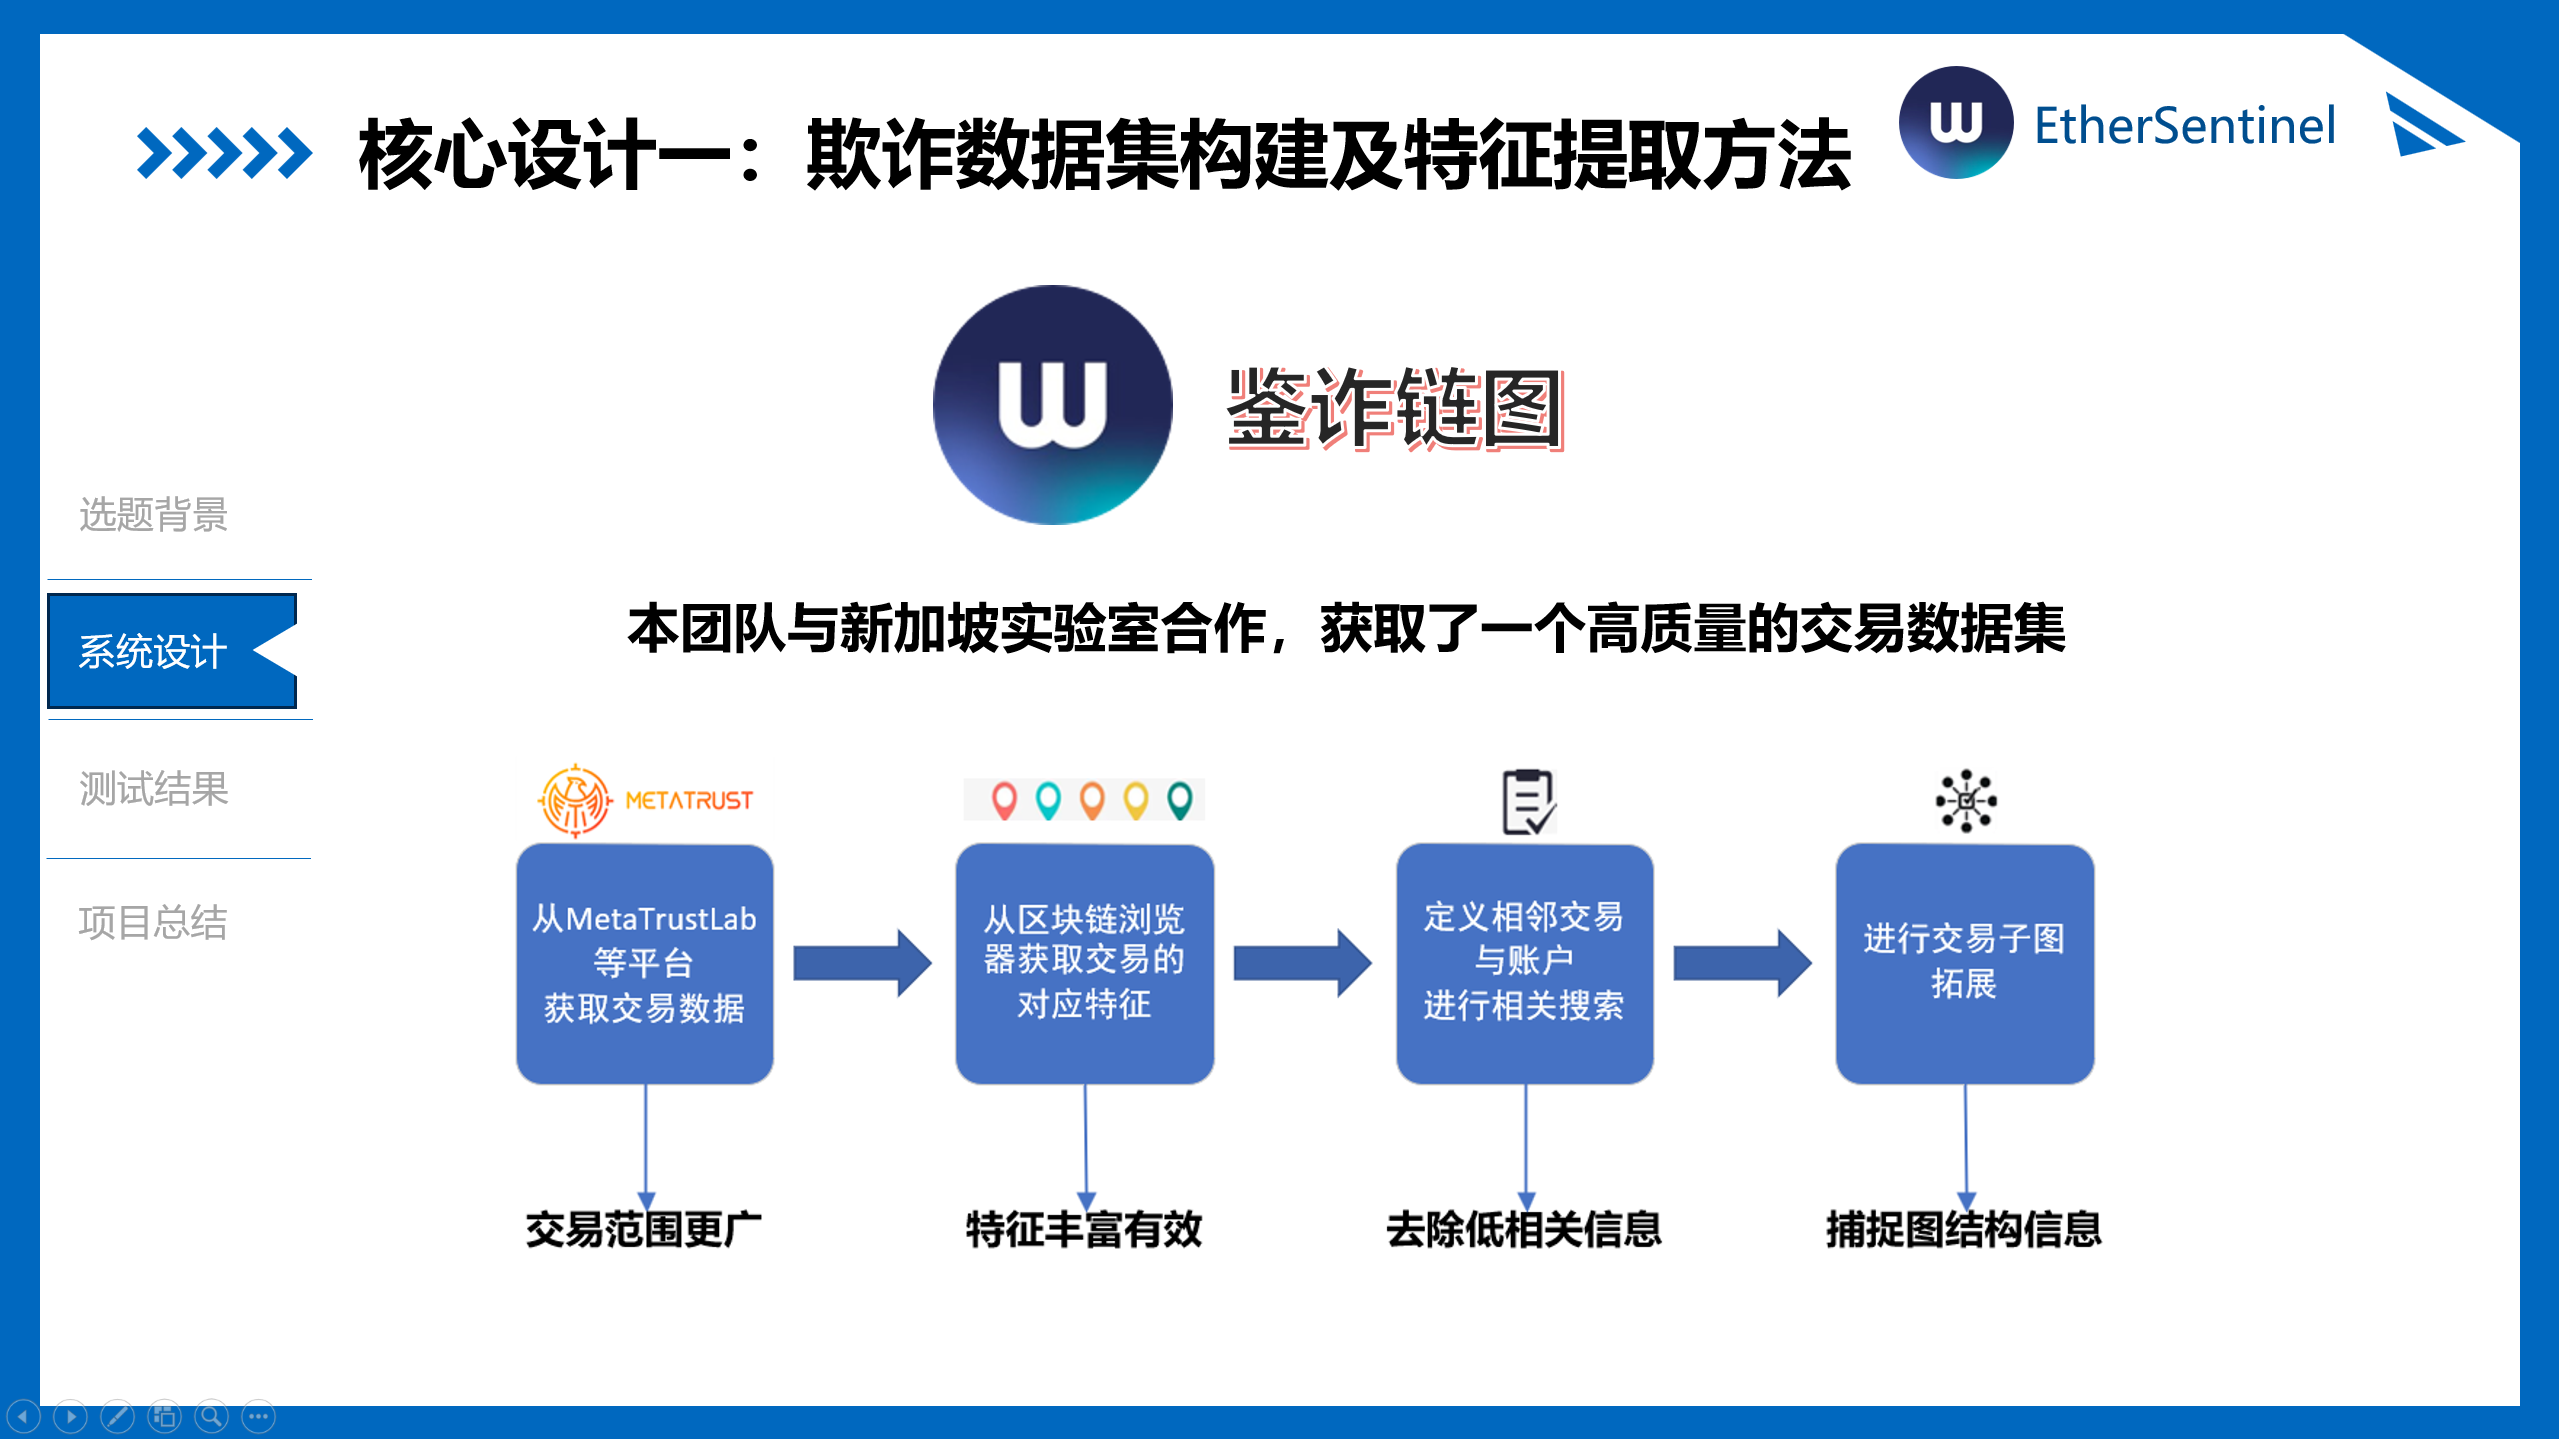 核心设计一：欺诈数据集构建及特征提取方法
W EtherSentinel
W
鉴诈链图
选题背景
系统设计
测试结果
项目总结
本团队与新加坡实验室合作，获取了一个高质量的交易数据集
METATRUST
从MetaTrustLab
等平台
获取交易数据
从区块链浏览
器获取交易的
对应特征
定义相邻交易
与账户
进行相关搜索
进行交易子图
拓展
交易范围更广
特征丰富有效
去除低相关信息
捕捉图结构信息